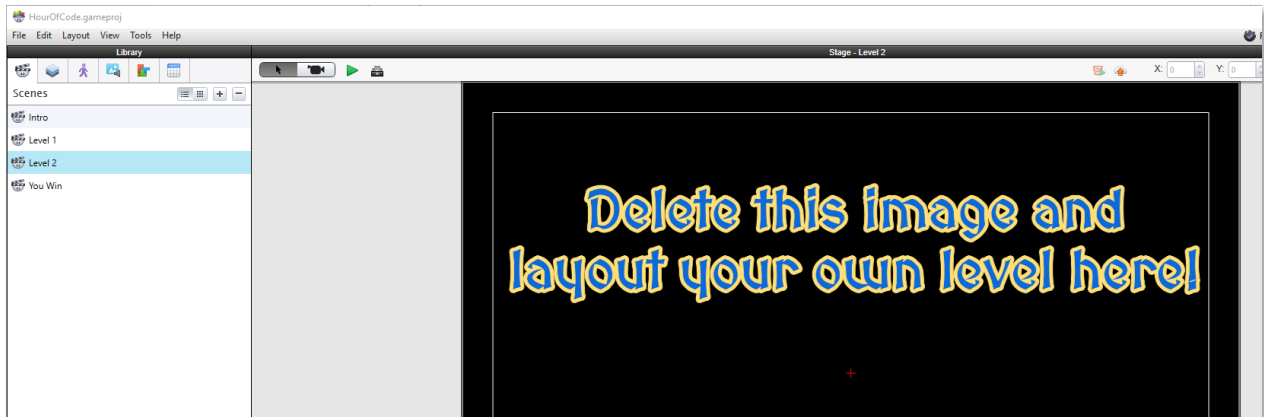 HourOfCode.gameproj
File Edit Layout View Tools Help
Library
Stage - Level 2
X: 0 Y: 0
Scenes
Intro
Level 1
Level 2
You Win
Delete this image and
layout your own level here!